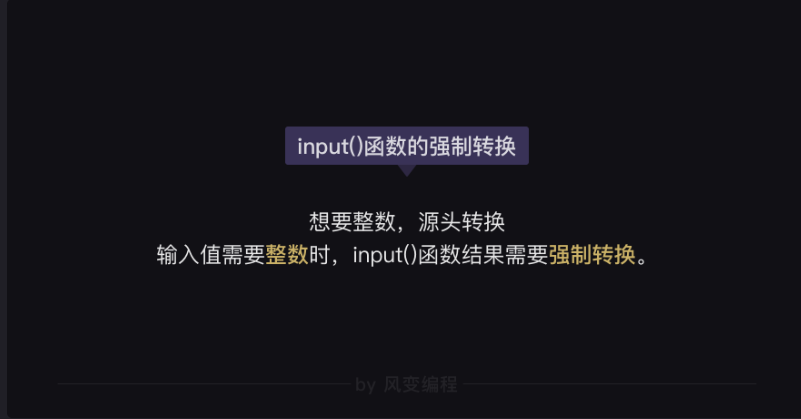 input()函数的强制转换
想要整数，源头转换
输入值需要整数时，input()函数结果需要强制转换。
by 风变编程